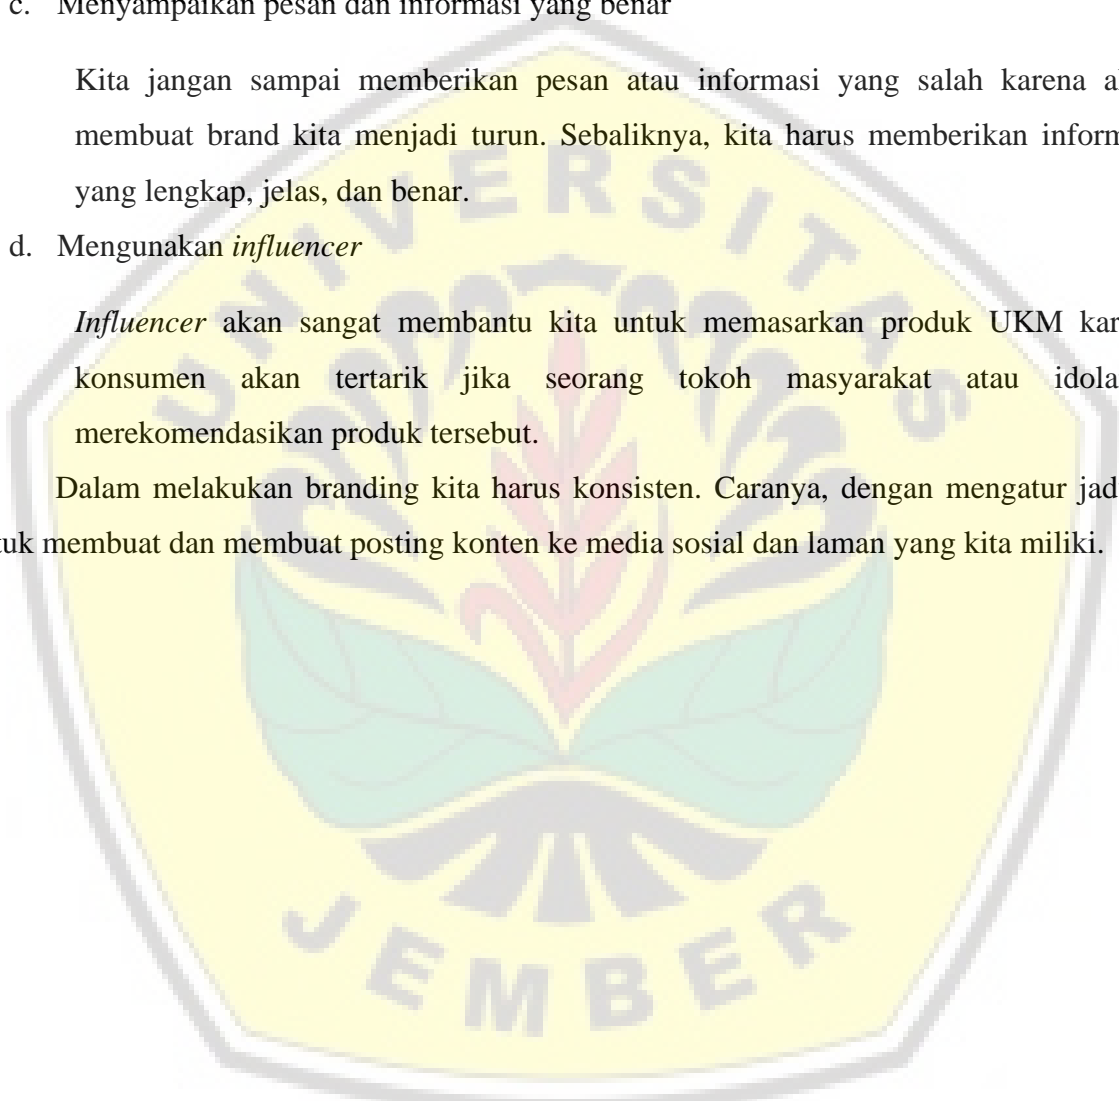 c. Menyampaikan pesan dan informasi yang benar
Kita jangan sampai memberikan pesan atau informasi yang salah karena
membuat brand kita menjadi turun. Sebaliknya, kita harus memberikan
yang lengkap, jelas, dan benar.
d. Mengunakan influencer
Influencer akan sangat membantu kita untuk memasarkan produk UKM
konsumen akan tertarik jika seorang tokoh masyarakat atau
merekomendasikan produk tersebut.
Dalam melakukan branding kita harus konsisten. Caranya, dengan mengatur
membuat dan membuat posting konten ke media sosial dan laman yang kita miliki.
UNIVERSITAS
JEMBER